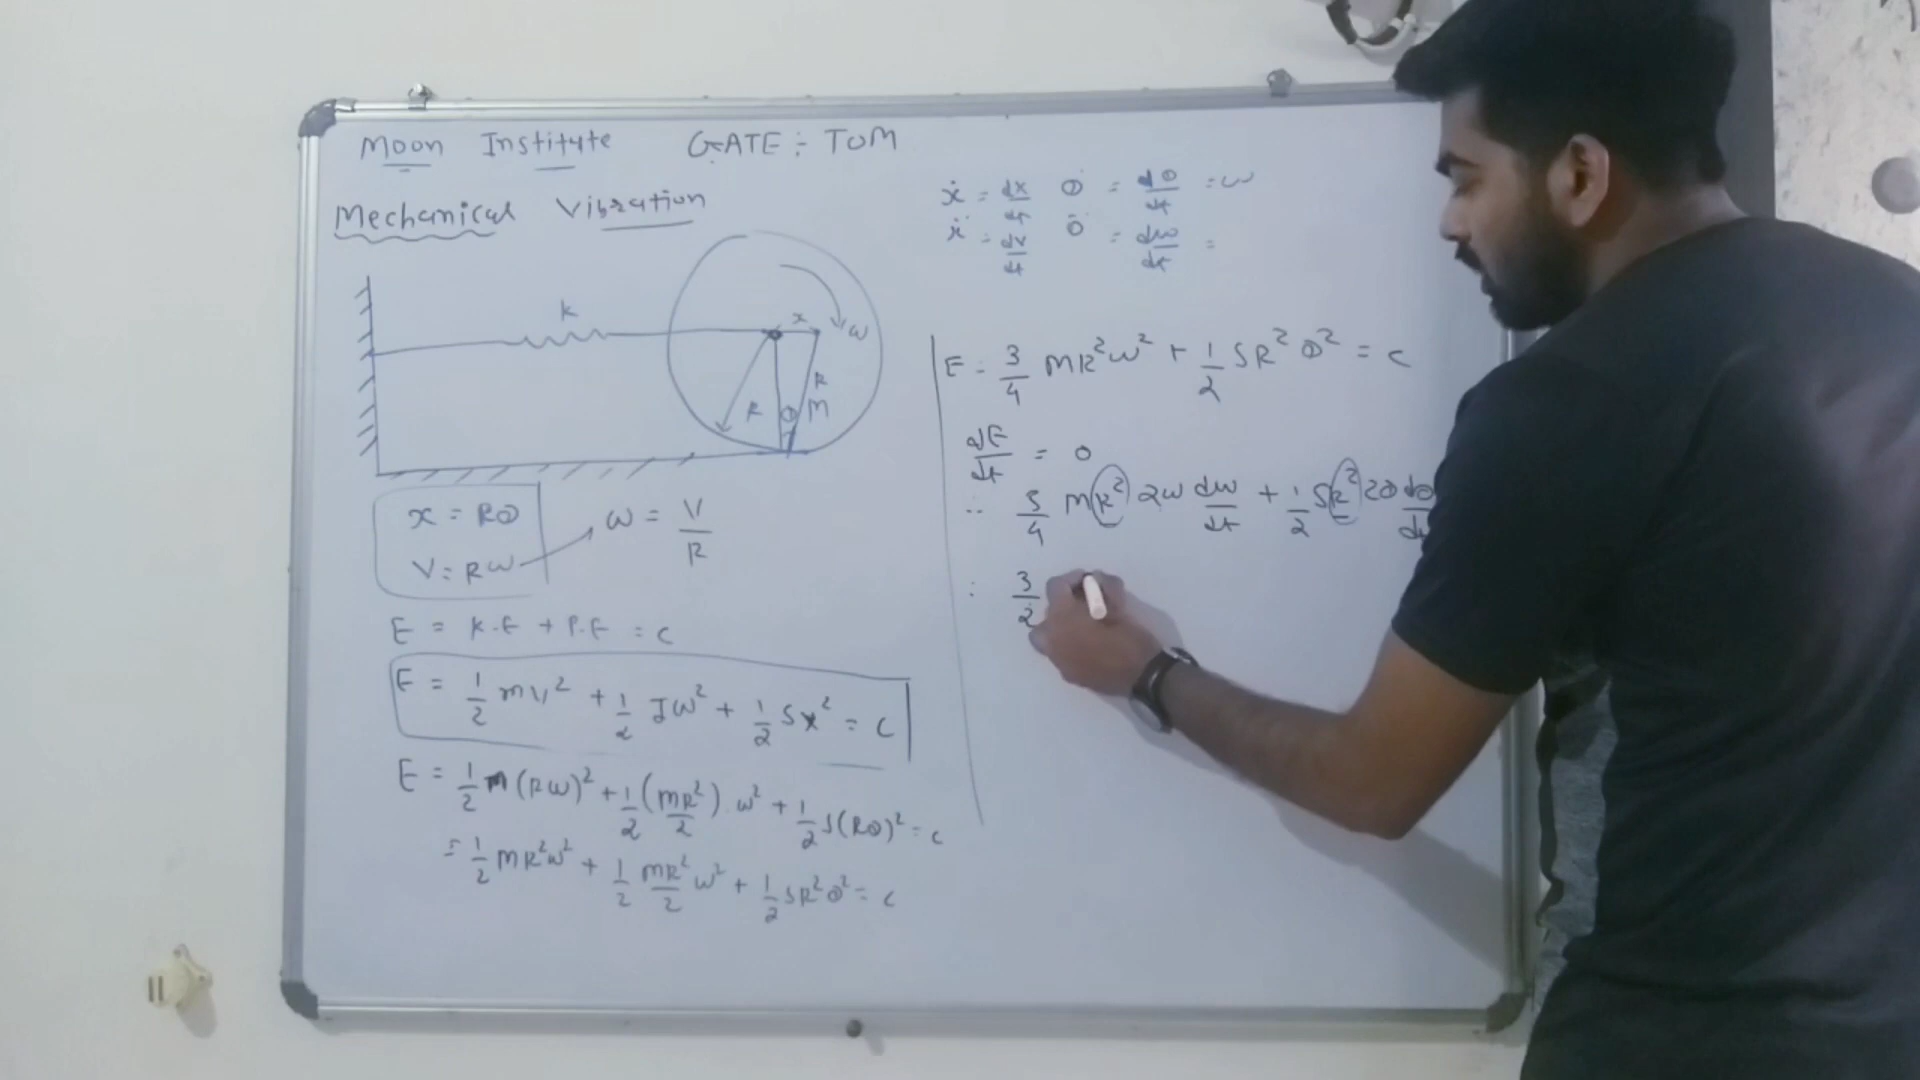 Moon Institute GATE ÷ TOM
Mechanical Vibration
ẋ = dx/dt θ̇ = dθ/dt = ω
ẍ = dv/dt θ̈ = dω/dt =
k
x
ω
R
R θ M
x = Rθ
V = Rω
ω = V/R
E = K.E + P.E = C
E = 1/2 mv² + 1/2 Iω² + 1/2 Sx² = C
E = 1/2 m(Rω)² + 1/2 (mR²/2) . ω² + 1/2 S(Rθ)² = C
= 1/2 mR²ω² + 1/2 mR²/2 ω² + 1/2 SR²θ² = C
E = 3/4 MR²ω² + 1/2 SR²θ² = C
dE/dt = 0
∴ 3/4 M(R²) 2ω dω/dt + 1/2 SR² 2θ dθ/dt
: 3/2